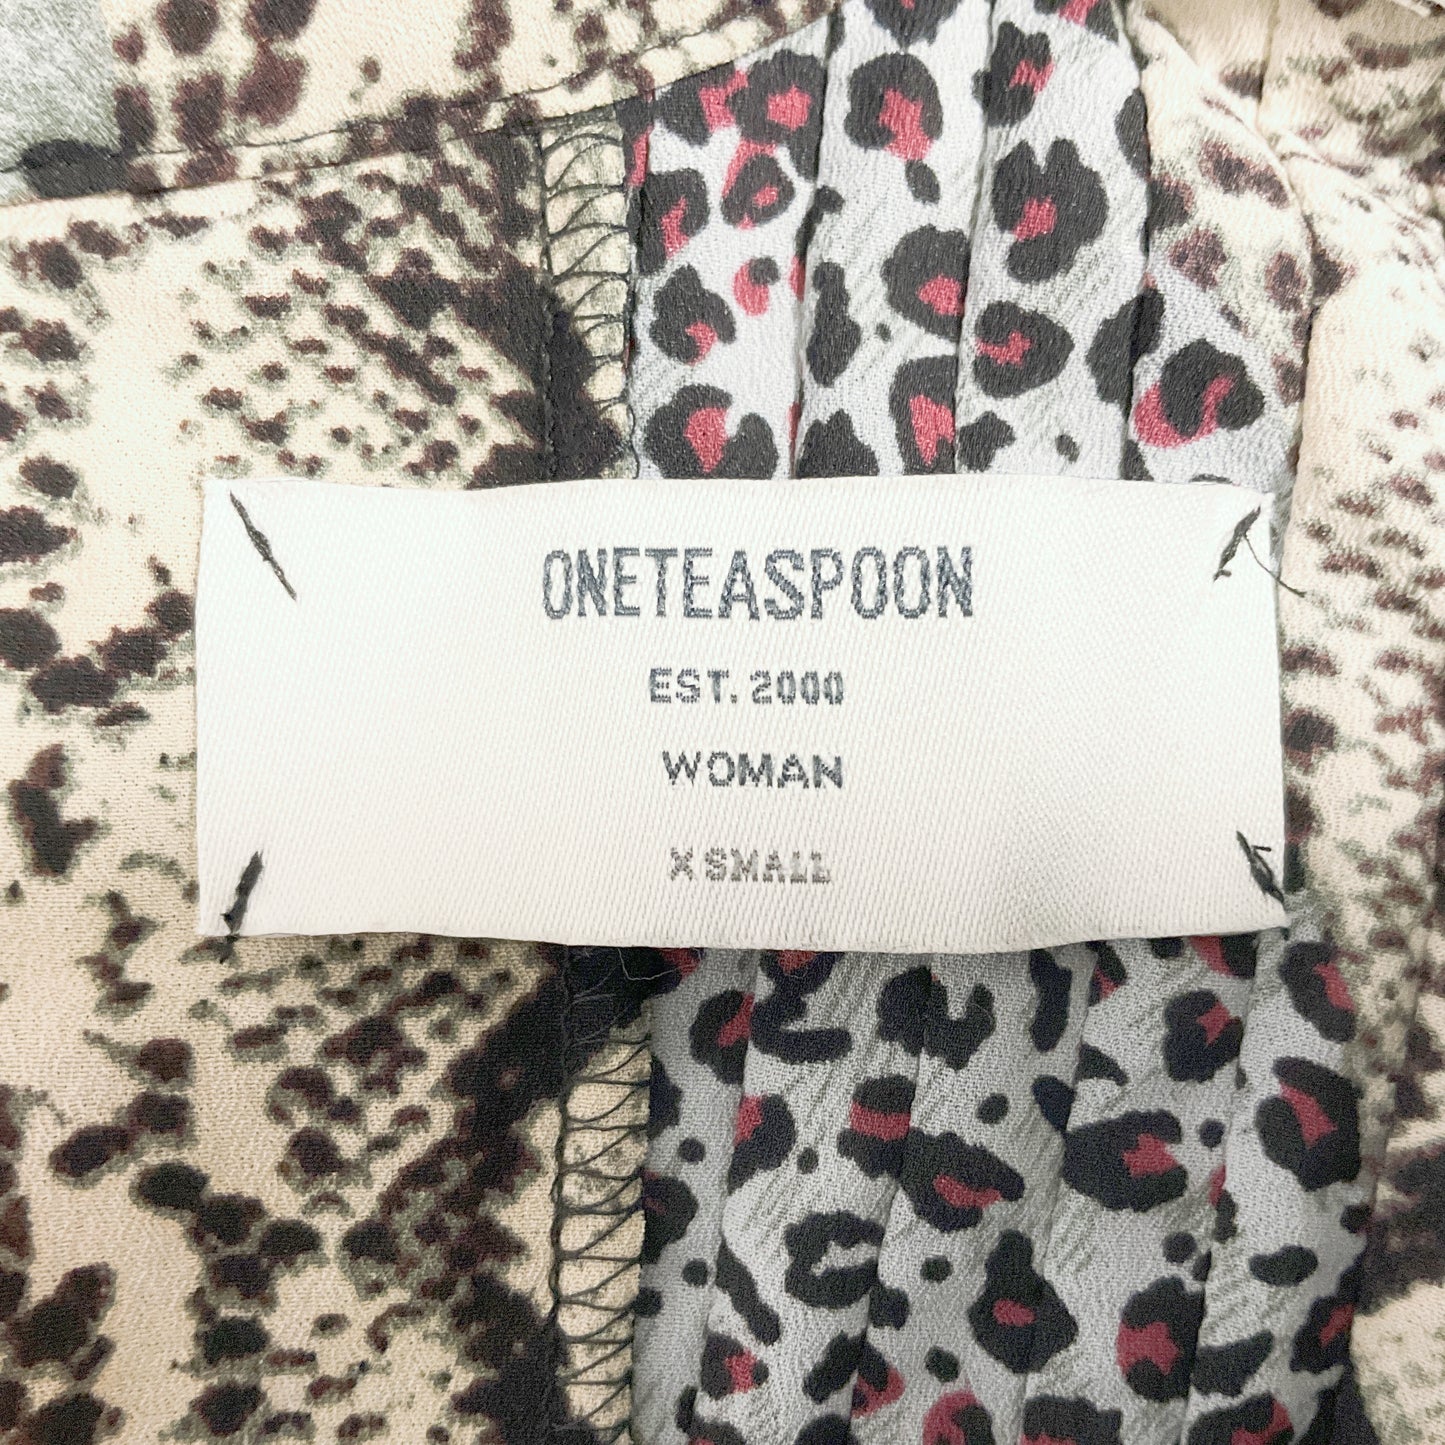 ONETEASPOON
EST. 2000
WOMAN
X SMALL